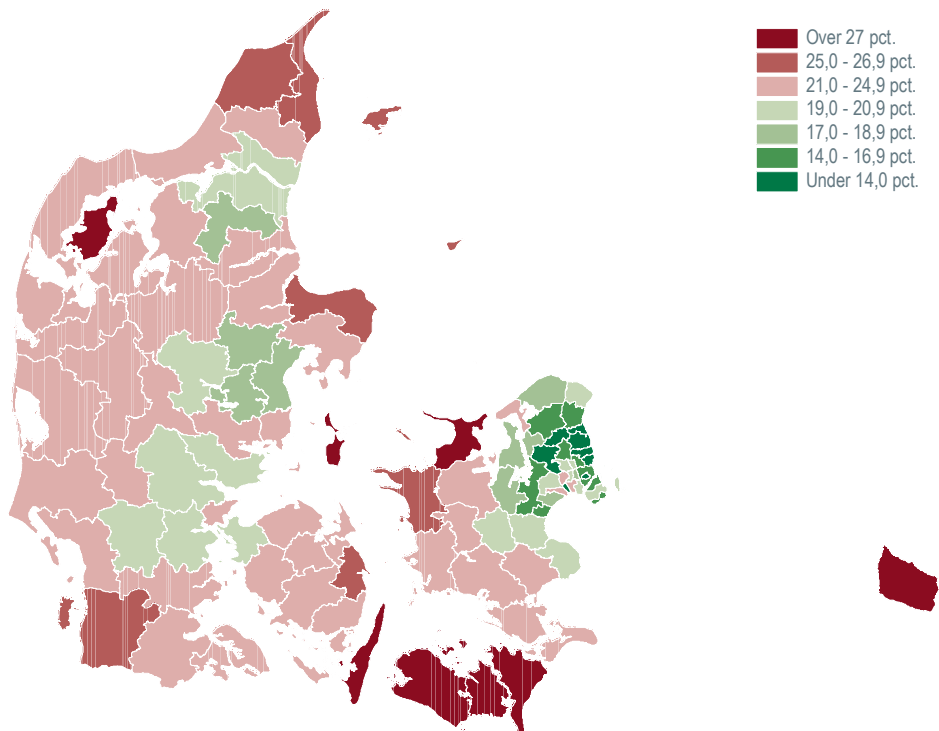 Over 27 pct.
25,0 - 26,9 pct.
21,0 - 24,9 pct.
19,0 - 20,9 pct.
17,0 - 18,9 pct.
14,0 - 16,9 pct.
Under 14,0 pct.